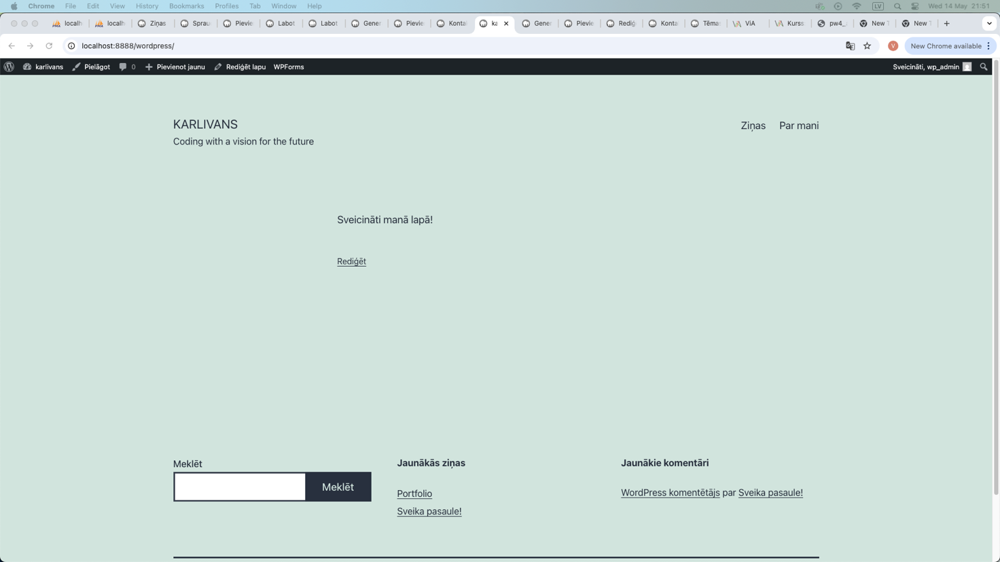 Chrome File Edit View History Bookmarks Profiles Tab Window Help LV Wed 14 May 21:51
localh localh Ziņas Sprau Pievie Labot Labot Gener Pievie Konta ka Gener Pievie Rediģ Konta Tēma ViA Kurss pw4_ New T New T
localhost:8888/wordpress/ V New Chrome available
karlivans Pielāgot 0 Pievienot jaunu Rediģēt lapu WPForms Sveicināti, wp_admin
KARLIVANS
Ziņas Par mani
Coding with a vision for the future
Sveicināti manā lapā!
Rediģēt
Meklēt
Meklēt
Jaunākās ziņas
Portfolio
Sveika pasaule!
Jaunākie komentāri
WordPress komentētājs par Sveika pasaule!